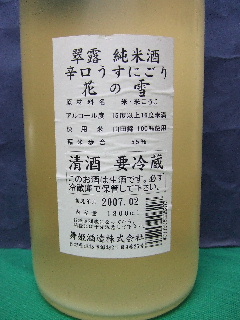 翠露 純米酒
辛口うすにごり
花の雪
原材料名 米・米こうじ
アルコール度 15度以上16度未満
使用米 山田錦 100%使用
精米歩合 55%
清酒 要冷蔵
このお酒は生酒です。必ず
冷蔵庫で保管して下さい。
製造年月 2007.02
内容量 1800
舞姫酒造株式会社